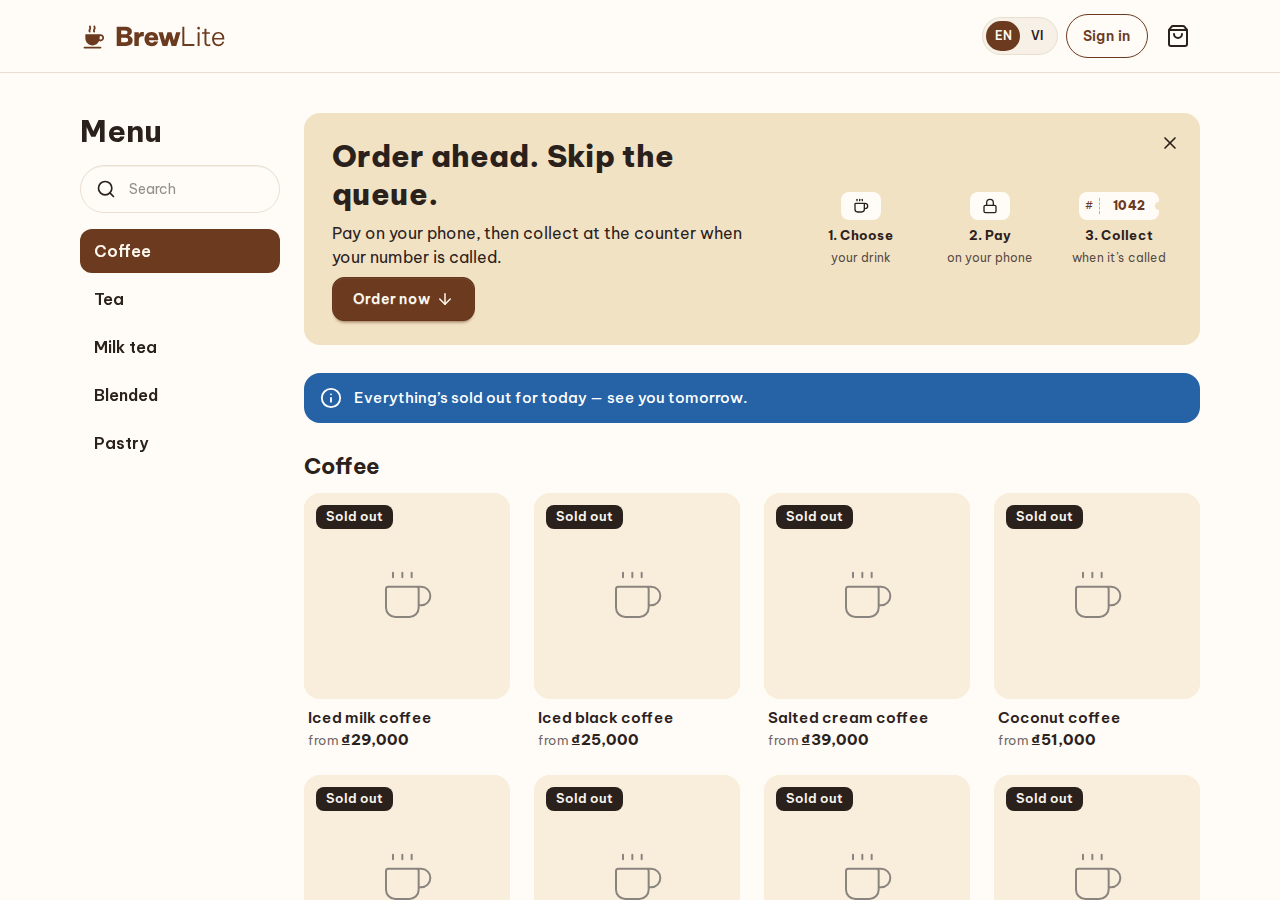 BrewLite
EN VI
Sign in
Menu
Search
Coffee
Tea
Milk tea
Blended
Pastry
Order ahead. Skip the
queue.
Pay on your phone, then collect at the counter when
your number is called.
Order now
1. Choose
your drink
2. Pay
on your phone
# 1042
3. Collect
when it's called
Everything's sold out for today — see you tomorrow.
Coffee
Sold out
Iced milk coffee
from ₫29,000
Sold out
Iced black coffee
from ₫25,000
Sold out
Salted cream coffee
from ₫39,000
Sold out
Coconut coffee
from ₫51,000
Sold out
Sold out
Sold out
Sold out